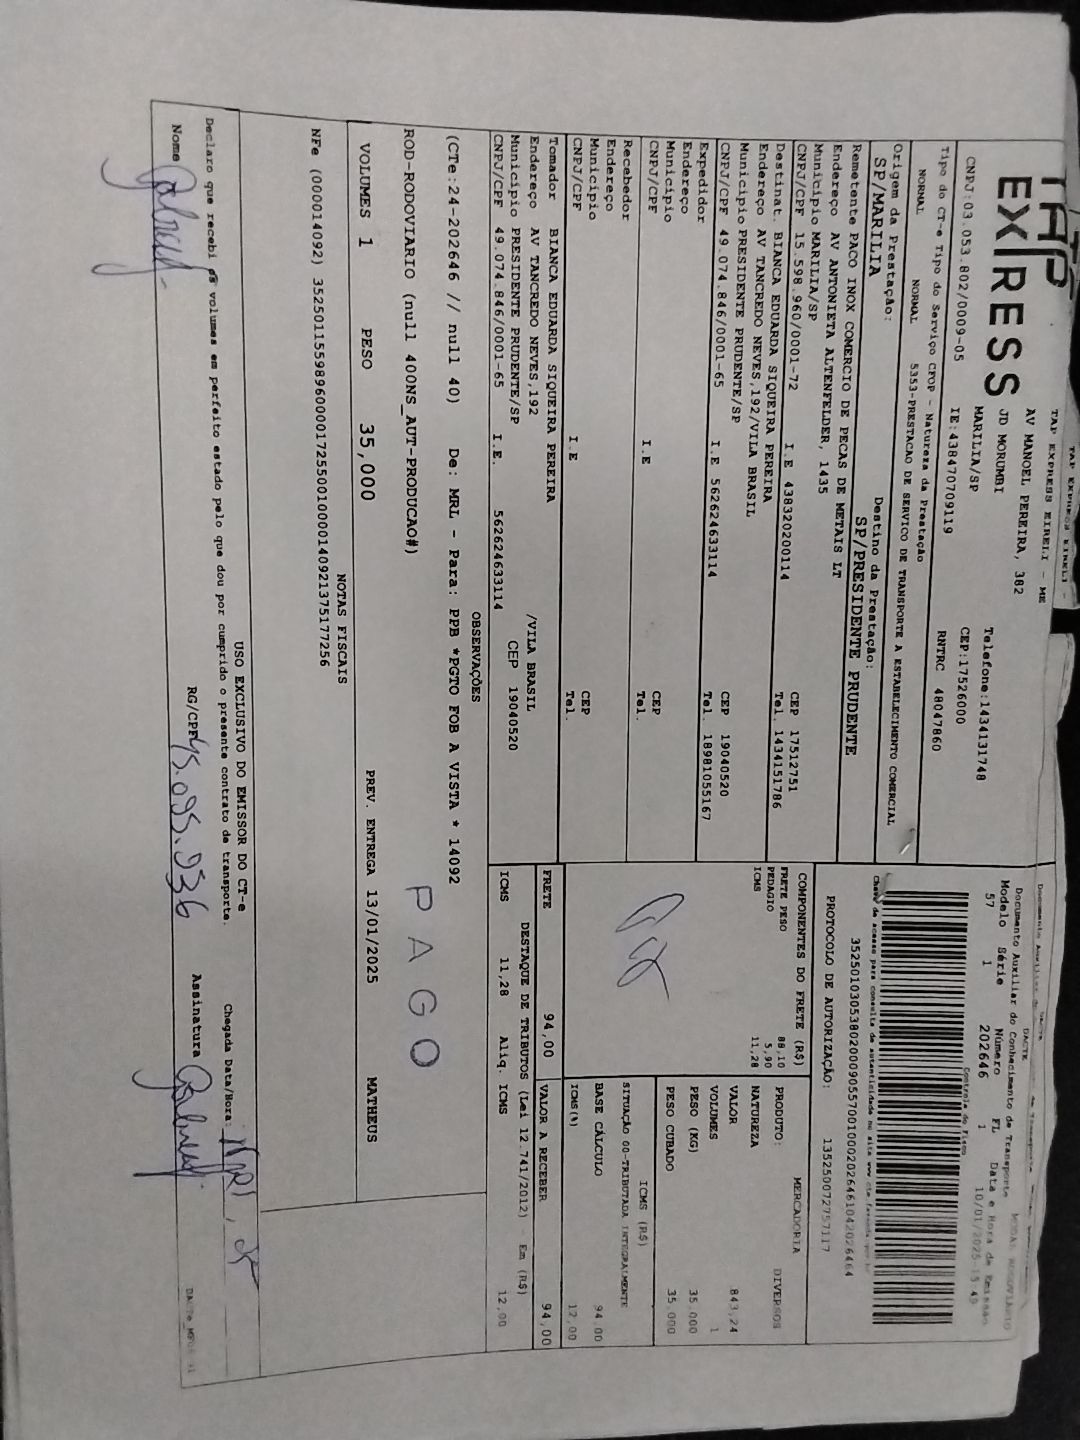 TAP EXPRESS EIRELI - ME
TAP
EXPRESS
AV MANOEL PEREIRA, 382
JD MORUMBI
MARILIA/SP
Telefone:1434131748
CEP:17526000
CNPJ:03.053.802/0009-05
IE:438470709119
RNTRC 48047860
Documento Auxiliar do Conhecimento de Transporte
Modelo Série Número FL Data e Hora de Emissão
57 1 202646 1 10/01/2025 15:49
Controle do Fisco
Tipo do CT-e Tipo do Serviço CFOP - Natureza da Prestação
NORMAL NORMAL 5353-PRESTACAO DE SERVICO DE TRANSPORTE A ESTABELECIMENTO COMERCIAL
Origem da Prestação: Destino da Prestação:
SP/MARILIA SP/PRESIDENTE PRUDENTE
PROTOCOLO DE AUTORIZAÇÃO:
Remetente PACO INOX COMERCIO DE PECAS DE METAIS LT
Endereço AV ANTONIETA ALTENFELDER, 1435
Município MARILIA/SP CEP 17512751
CNPJ/CPF 15.598.960/0001-72 I.E 438320200114 Tel. 1434151786
Destinat. BIANCA EDUARDA SIQUEIRA PEREIRA
Endereço AV TANCREDO NEVES,192/VILA BRASIL
Município PRESIDENTE PRUDENTE/SP CEP 19040520
CNPJ/CPF 49.074.846/0001-65 I.E 562624633114 Tel. 18981055167
Expedidor
Endereço
Município CEP
CNPJ/CPF I.E Tel.
Recebedor
Endereço
Município CEP
CNPJ/CPF I.E Tel.
Tomador BIANCA EDUARDA SIQUEIRA PEREIRA
Endereço AV TANCREDO NEVES,192 /VILA BRASIL
Município PRESIDENTE PRUDENTE/SP CEP 19040520
CNPJ/CPF 49.074.846/0001-65 I.E. 562624633114
COMPONENTES DO FRETE (R$)
FRETE PESO 88,10
PEDAGIO 5,90
ICMS 11,28
PRODUTO: MERCADORIA
NATUREZA DIVERSOS
VALOR 843,24
VOLUMES 1
PESO (KG) 35.000
PESO CUBADO 35.000
ICMS (R$)
SITUAÇÃO 00-TRIBUTADA INTEGRALMENTE
BASE CÁLCULO 94.00
ICMS(%) 12,00
FRETE 94,00 VALOR A RECEBER 94,00
DESTAQUE DE TRIBUTOS (Lei 12.741/2012) - Em (R$)
ICMS 11,28 Aliq. ICMS 12,00
OBSERVAÇÕES
(CTe:24-202646 // null 40) De: MRL - Para: PPB *PGTO FOB A VISTA * 14092
ROD-RODOVIARIO (null 400NS_AUT-PRODUCAO#)
PAGO
VOLUMES 1 PESO 35,000 PREV. ENTREGA 13/01/2025 MATHEUS
NOTAS FISCAIS
NFe (000014092)
USO EXCLUSIVO DO EMISSOR DO CT-e
Declaro que recebi os volumes em perfeito estado pelo que dou por cumprido o presente contrato de transporte.
Chegada Data/Hora:
Nome Gabriely RG/CPF 45.095.936 Assinatura Gabriely